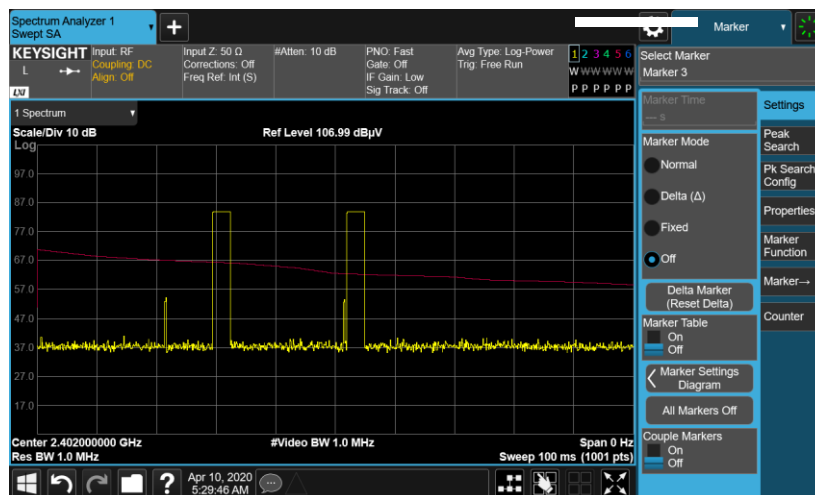 Spectrum Analyzer 1
Swept SA
+
Marker
KEYSIGHT
L
LXI
Input: RF
Coupling: DC
Align: Off
Input Z: 50 Ω
Corrections: Off
Freq Ref: Int (S)
#Atten: 10 dB
PNO: Fast
Gate: Off
IF Gain: Low
Sig Track: Off
Avg Type: Log-Power
Trig: Free Run
1 2 3 4 5 6
W W W W W W
P P P P P P
Select Marker
Marker 3
1 Spectrum
Scale/Div 10 dB
Ref Level 106.99 dBµV
Log
97.0
87.0
77.0
67.0
57.0
47.0
37.0
27.0
17.0
Center 2.402000000 GHz
#Video BW 1.0 MHz
Span 0 Hz
Res BW 1.0 MHz
Sweep 100 ms (1001 pts)
Marker Time
--- s
Marker Mode
Normal
Delta (Δ)
Fixed
Off
Delta Marker
(Reset Delta)
Marker Table
On
Off
Marker Settings
Diagram
All Markers Off
Couple Markers
On
Off
Settings
Peak
Search
Pk Search
Config
Properties
Marker
Function
Marker→
Counter
?
Apr 10, 2020
5:29:46 AM